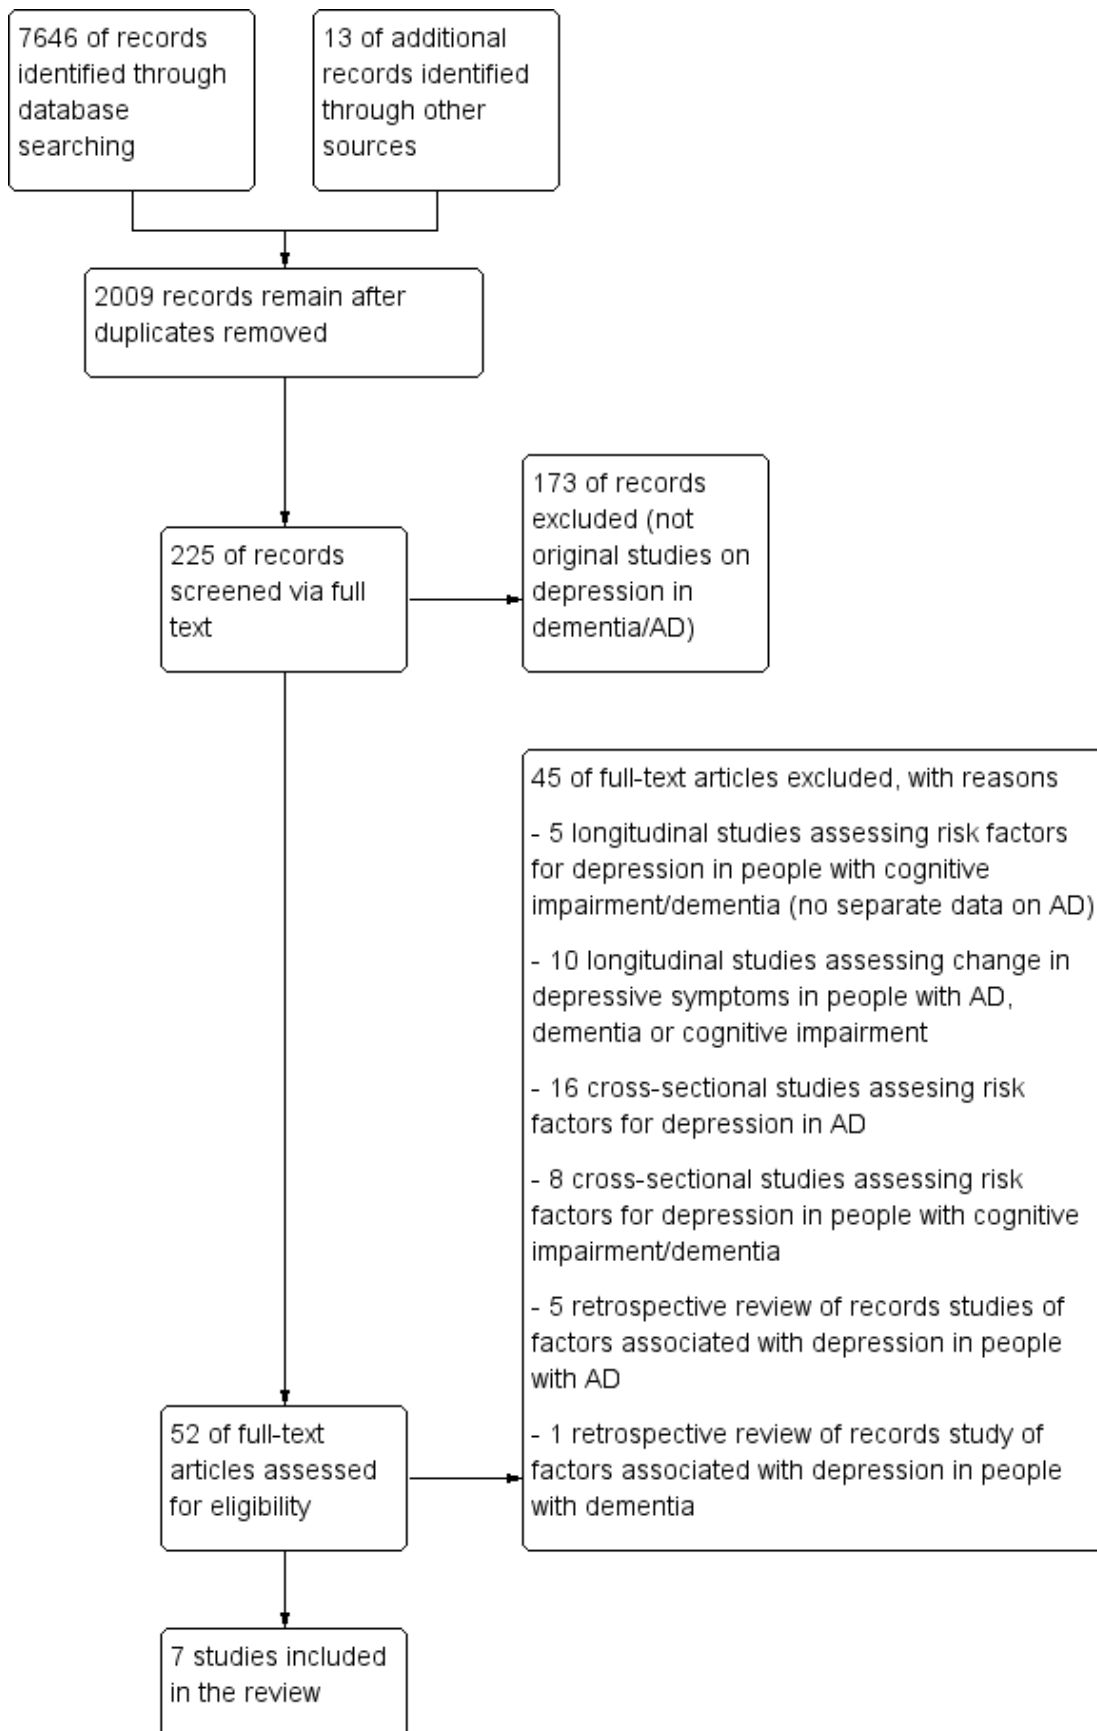 7646 of records
identified through
database
searching
13 of additional
records identified
through other
sources
2009 records remain after
duplicates removed
225 of records
screened via full
text
173 of records
excluded (not
original studies on
depression in
dementia/AD)
45 of full-text articles excluded, with reasons
- 5 longitudinal studies assessing risk factors
for depression in people with cognitive
impairment/dementia (no separate data on AD)
- 10 longitudinal studies assessing change in
depressive symptoms in people with AD,
dementia or cognitive impairment
- 16 cross-sectional studies assesing risk
factors for depression in AD
- 8 cross-sectional studies assessing risk
factors for depression in people with cognitive
impairment/dementia
- 5 retrospective review of records studies of
factors associated with depression in people
with AD
- 1 retrospective review of records study of
factors associated with depression in people
with dementia
52 of full-text
articles assessed
for eligibility
7 studies included
in the review